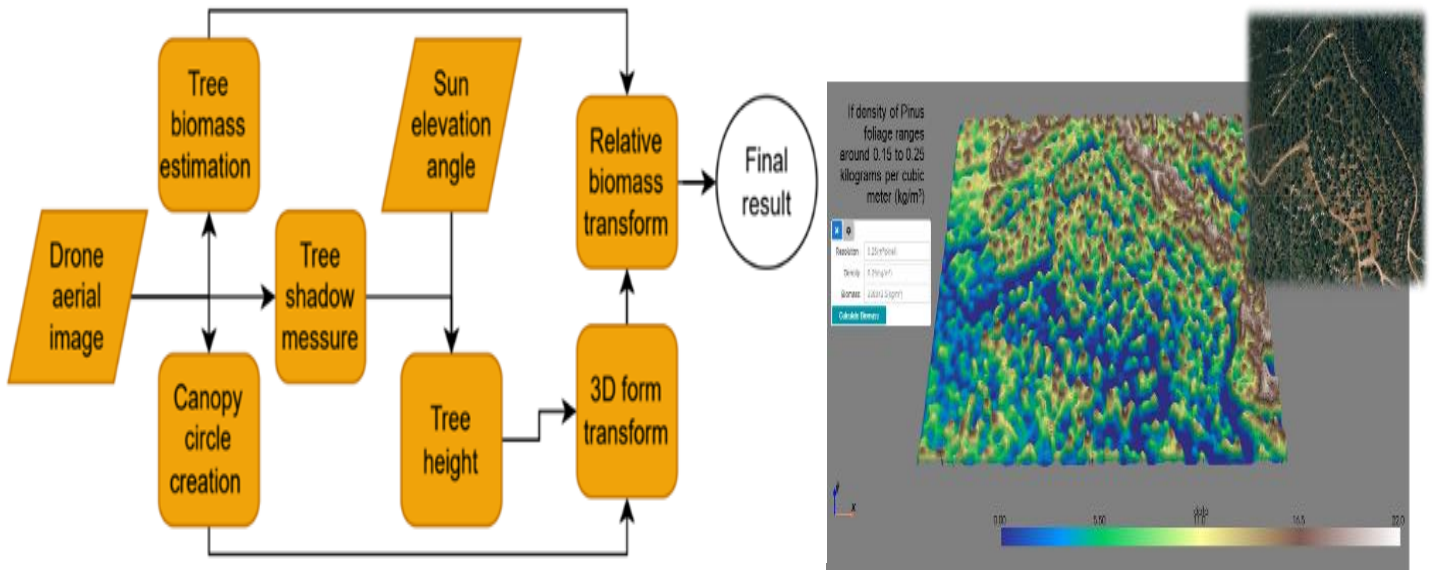 Tree
biomass
estimation
Sun
elevation
angle
Relative
biomass
transform
Final
result
Drone
aerial
image
Tree
shadow
messure
Canopy
circle
creation
Tree
height
3D form
transform
If density of Pinus
foliage ranges
around 0.15 to 0.25
kilograms per cubic
meter (kg/m³)
Resolution:
Density:
Biomass:
Calculate Biomass
X
0.00
5.50
16.5
22.0